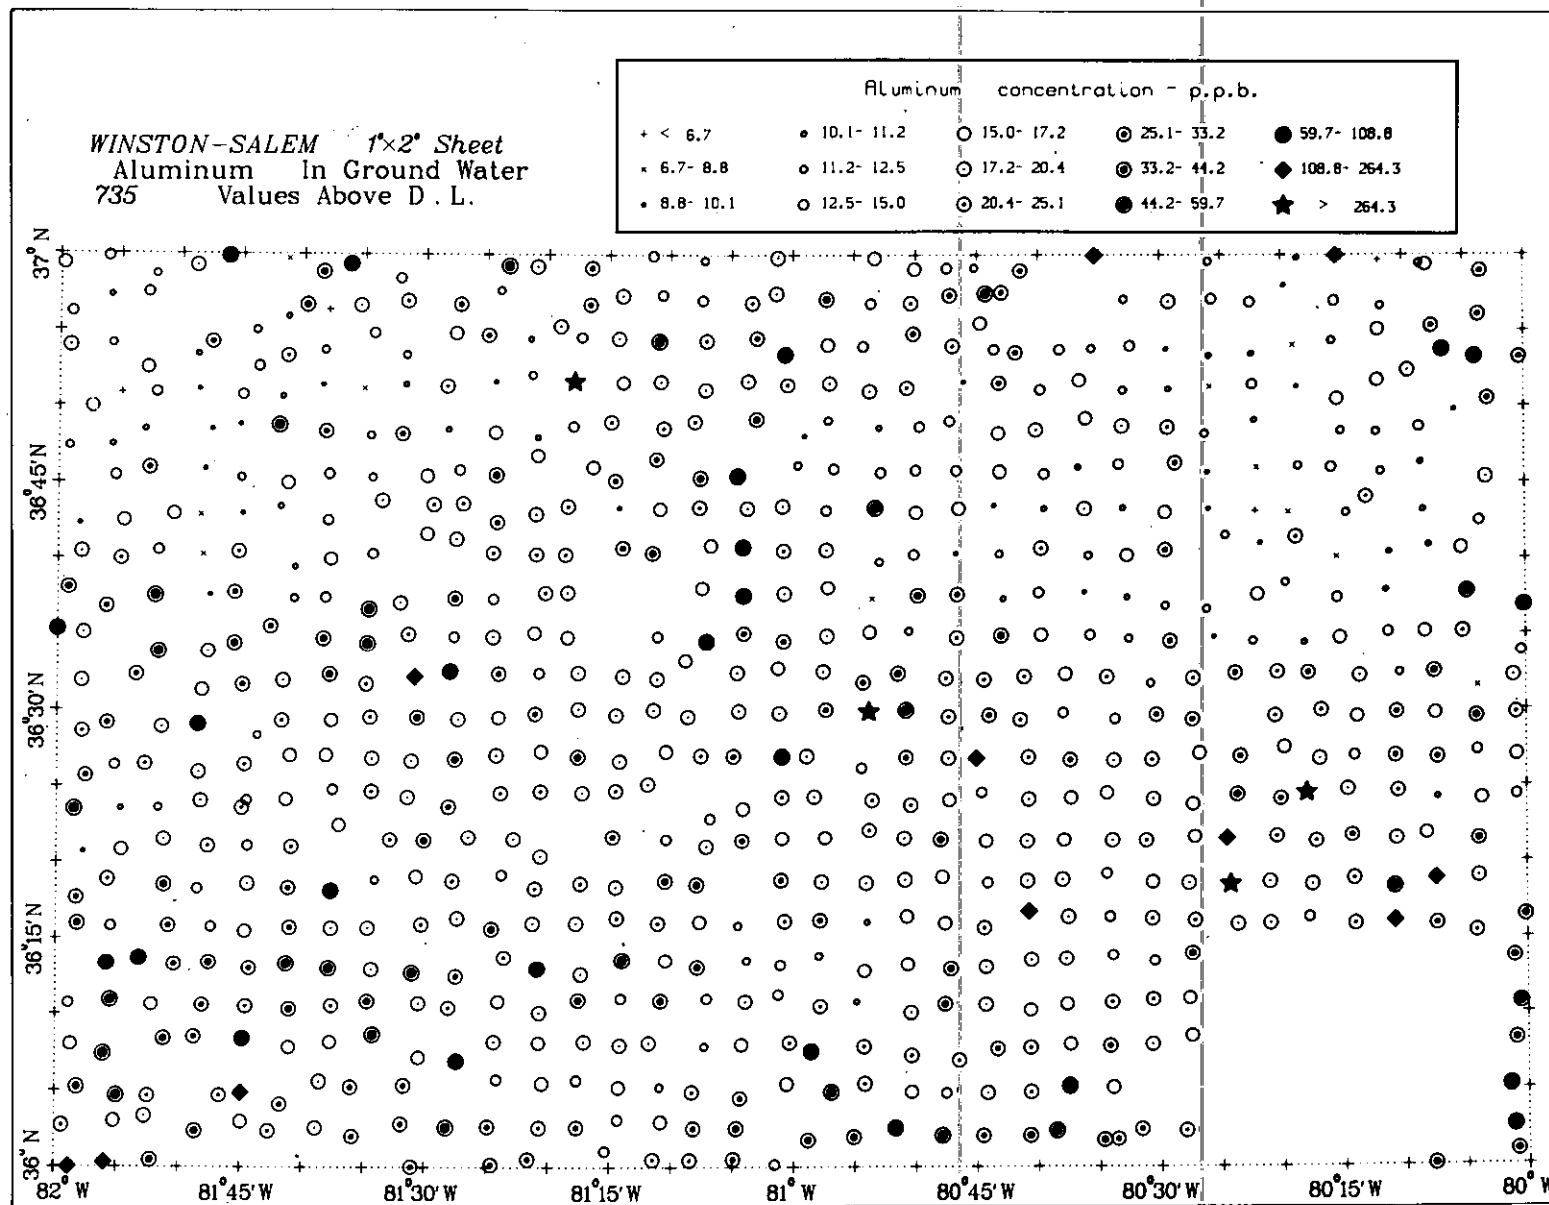 Aluminum concentration - p.p.b.
+ < 6.7 10.1- 11.2 15.0- 17.2 25.1- 33.2 59.7- 108.8
× 6.7- 8.8 11.2- 12.5 17.2- 20.4 33.2- 44.2 108.8- 264.3
8.8- 10.1 12.5- 15.0 20.4- 25.1 44.2- 59.7 ★ > 264.3
WINSTON-SALEM 1°×2° Sheet
Aluminum In Ground Water
735 Values Above D.L.
37° N
36°45' N
36°30' N
36°15' N
36° N
82° W 81°45' W 81°30' W 81°15' W 81° W 80°45' W 80°30' W 80°15' W 80° W